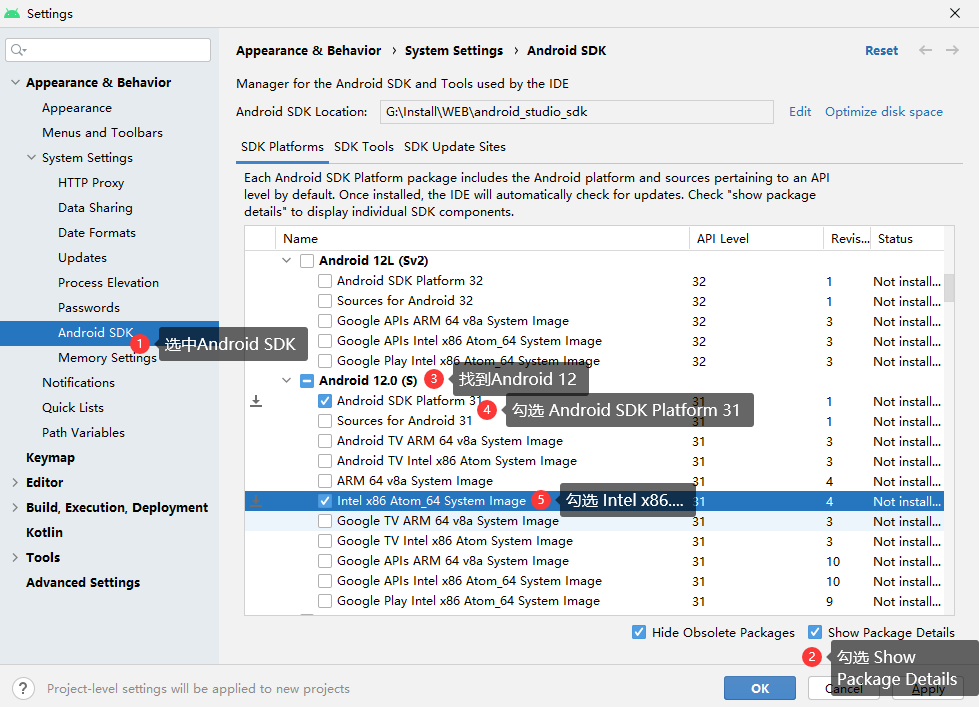 Settings
Appearance & Behavior
Appearance
Menus and Toolbars
System Settings
HTTP Proxy
Data Sharing
Date Formats
Updates
Process Elevation
Passwords
Android SDK
1 选中Android SDK
Memory Settings
Notifications
Quick Lists
Path Variables
Keymap
Editor
Build, Execution, Deployment
Kotlin
Tools
Advanced Settings
Appearance & Behavior › System Settings › Android SDK
Reset
Manager for the Android SDK and Tools used by the IDE
Android SDK Location: G:\Install\WEB\android_studio_sdk Edit Optimize disk space
SDK Platforms SDK Tools SDK Update Sites
Each Android SDK Platform package includes the Android platform and sources pertaining to an API
level by default. Once installed, the IDE will automatically check for updates. Check "show package
details" to display individual SDK components.
Name API Level Revis... Status
Android 12L (Sv2)
Android SDK Platform 32 32 1 Not install...
Sources for Android 32 32 1 Not install...
Google APIs ARM 64 v8a System Image 32 3 Not install...
Google APIs Intel x86 Atom_64 System Image 32 3 Not install...
Google Play Intel x86 Atom_64 System Image 32 3 Not install...
Android 12.0 (S) 3 找到Android 12
Android SDK Platform 31 31 1 Not install...
4 勾选 Android SDK Platform 31
Sources for Android 31 31 1 Not install...
Android TV ARM 64 v8a System Image 31 3 Not install...
Android TV Intel x86 Atom_64 System Image 31 3 Not install...
ARM 64 v8a System Image 31 4 Not install...
Intel x86 Atom_64 System Image 5 勾选 Intel x86.... 31 4 Not install...
Google TV ARM 64 v8a System Image 31 3 Not install...
Google TV Intel x86 Atom_64 System Image 31 3 Not install...
Google APIs ARM 64 v8a System Image 31 10 Not install...
Google APIs Intel x86 Atom_64 System Image 31 10 Not install...
Google Play Intel x86 Atom_64 System Image 31 9 Not install...
Hide Obsolete Packages Show Package Details
2 勾选 Show
Package Details
? Project-level settings will be applied to new projects
OK Cancel Apply